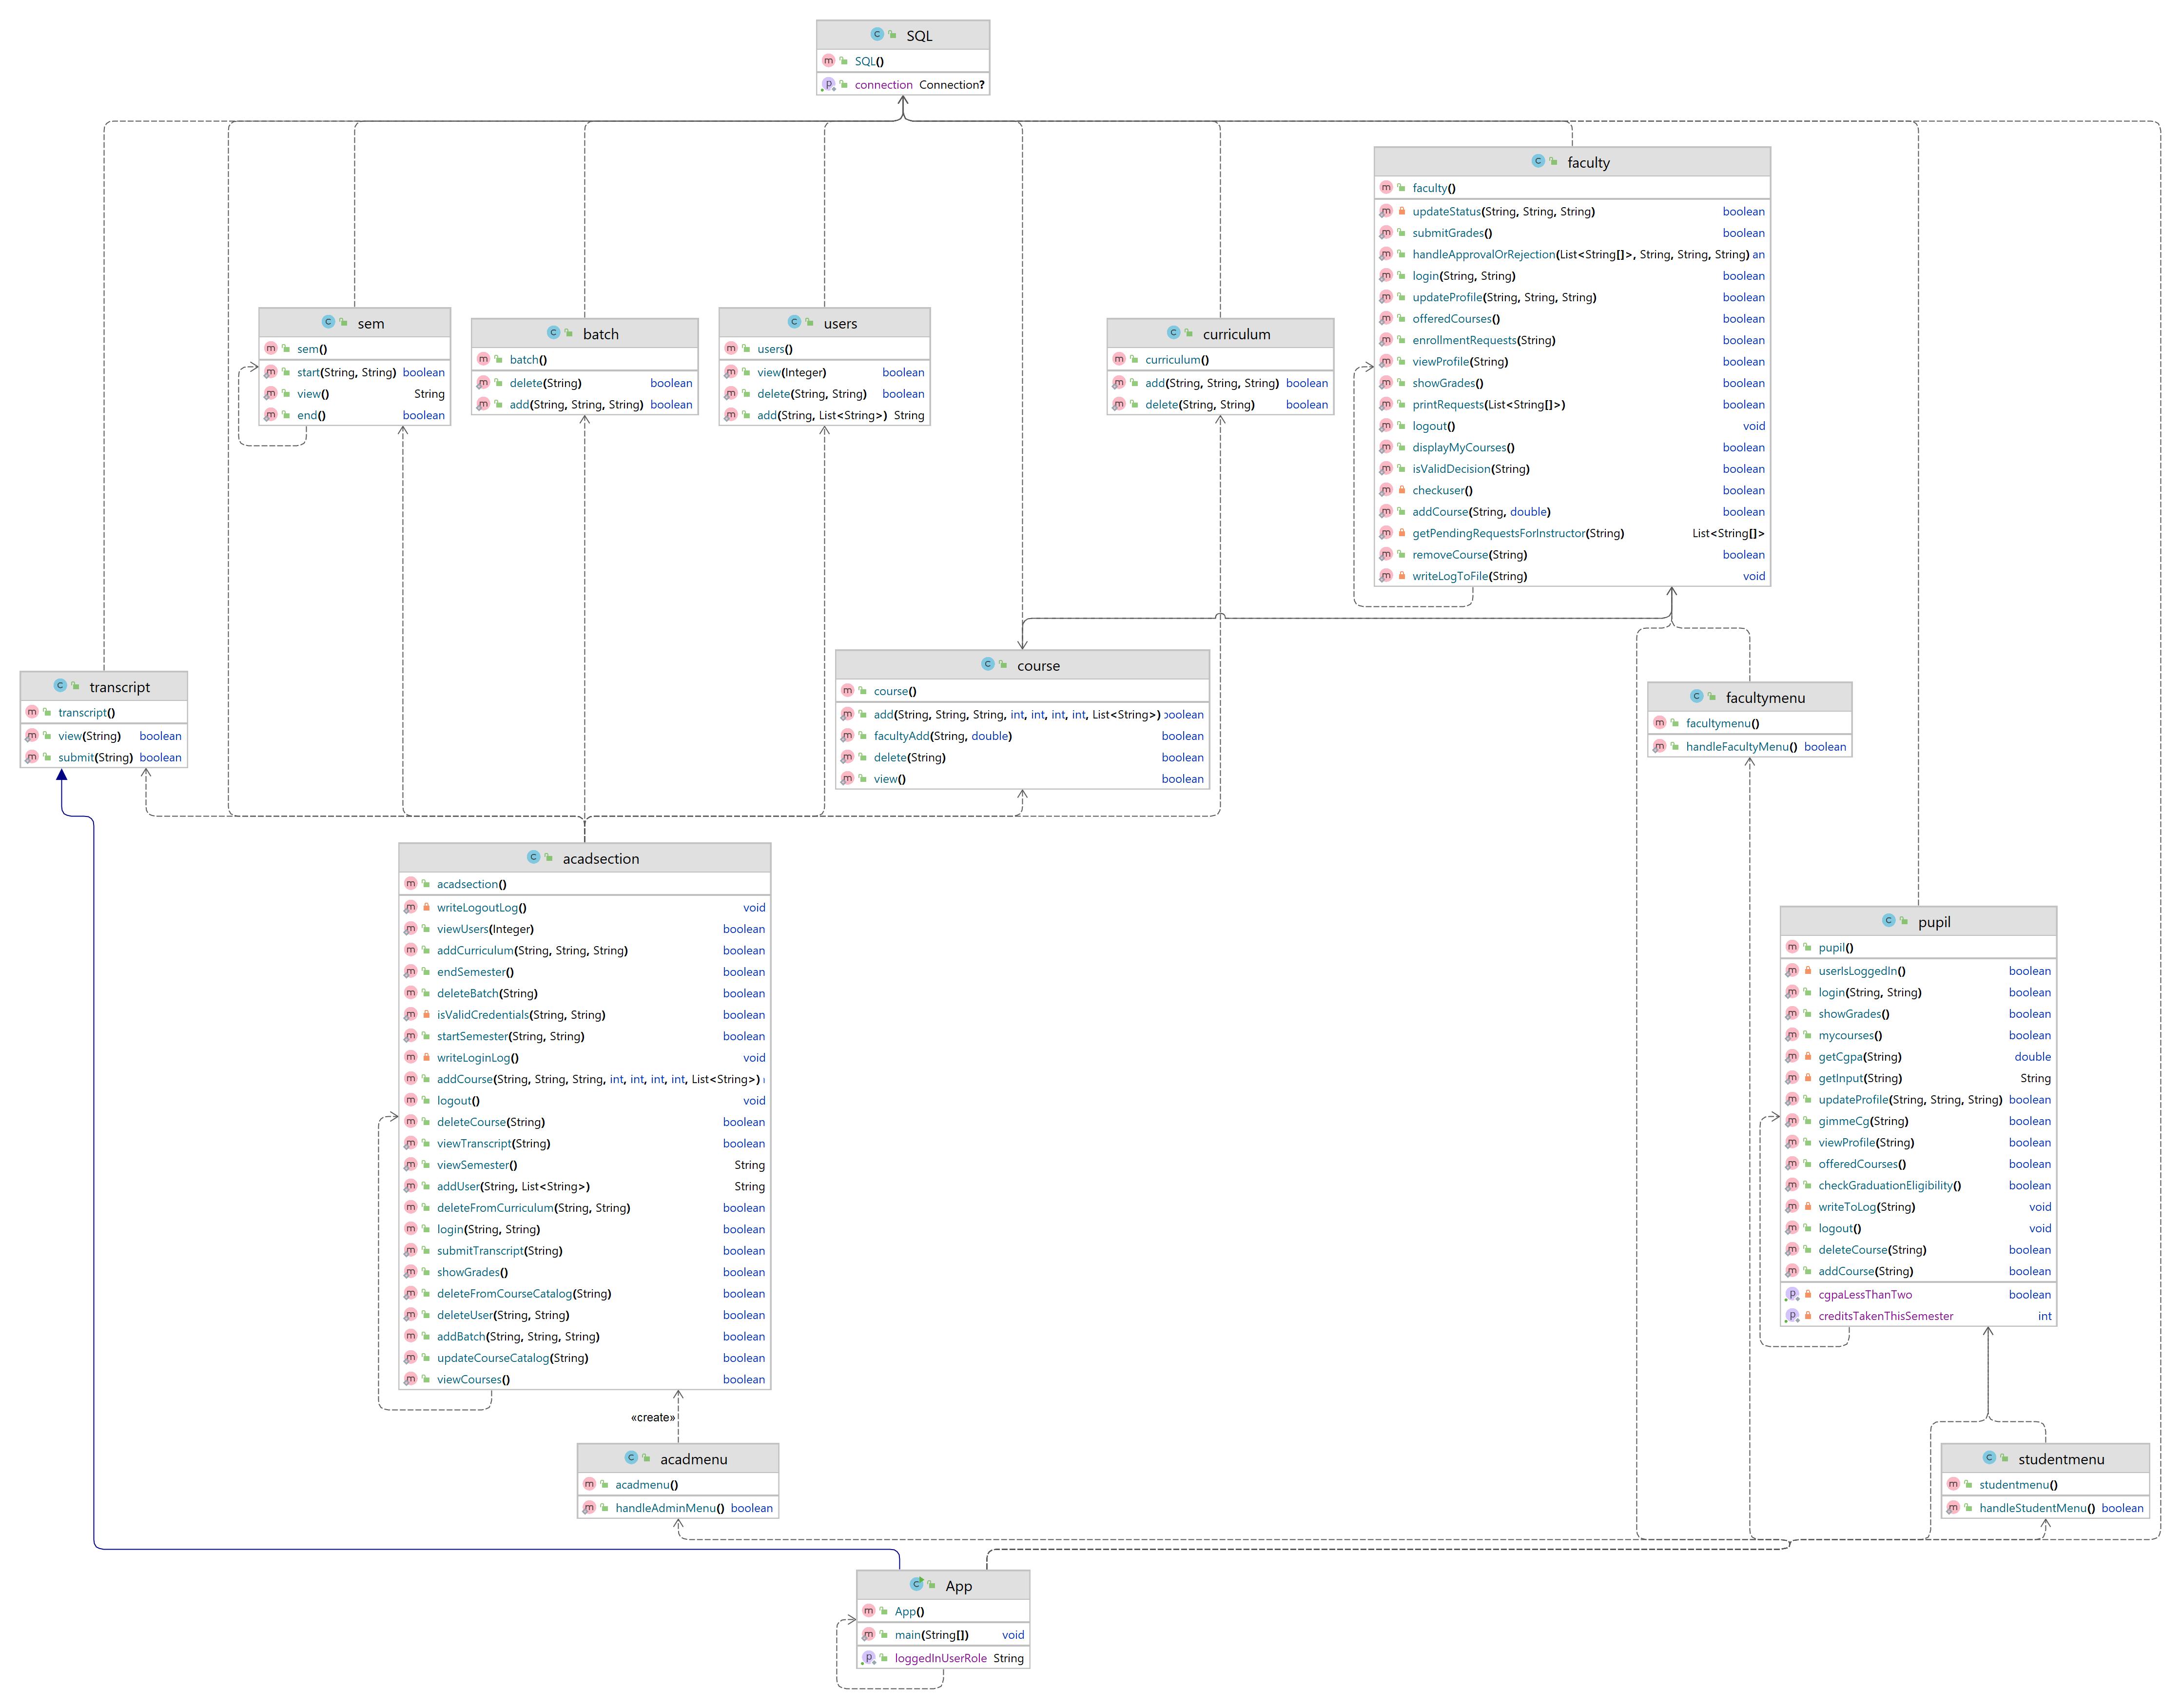 SQL
SQL()
connection Connection?
faculty
faculty()
updateStatus(String, String, String) boolean
submitGrades() boolean
handleApprovalOrRejection(List<String[]>, String, String, String) an
login(String, String) boolean
updateProfile(String, String, String) boolean
offeredCourses() boolean
enrollmentRequests(String) boolean
viewProfile(String) boolean
showGrades() boolean
printRequests(List<String[]>) boolean
logout() void
displayMyCourses() boolean
isValidDecision(String) boolean
checkuser() boolean
addCourse(String, double) boolean
getPendingRequestsForInstructor(String) List<String[]>
removeCourse(String) boolean
writeLogToFile(String) void
sem
sem()
start(String, String) boolean
view() String
end() boolean
batch
batch()
delete(String) boolean
add(String, String, String) boolean
users
users()
view(Integer) boolean
delete(String, String) boolean
add(String, List<String>) String
curriculum
curriculum()
add(String, String, String) boolean
delete(String, String) boolean
transcript
transcript()
view(String) boolean
submit(String) boolean
course
course()
add(String, String, String, int, int, int, int, List<String>) boolean
facultyAdd(String, double) boolean
delete(String) boolean
view() boolean
facultymenu
facultymenu()
handleFacultyMenu() boolean
acadsection
acadsection()
writeLogoutLog() void
viewUsers(Integer) boolean
addCurriculum(String, String, String) boolean
endSemester() boolean
deleteBatch(String) boolean
isValidCredentials(String, String) boolean
startSemester(String, String) boolean
writeLoginLog() void
addCourse(String, String, String, int, int, int, int, List<String>)
logout() void
deleteCourse(String) boolean
viewTranscript(String) boolean
viewSemester() String
addUser(String, List<String>) String
deleteFromCurriculum(String, String) boolean
login(String, String) boolean
submitTranscript(String) boolean
showGrades() boolean
deleteFromCourseCatalog(String) boolean
deleteUser(String, String) boolean
addBatch(String, String, String) boolean
updateCourseCatalog(String) boolean
viewCourses() boolean
pupil
pupil()
userIsLoggedIn() boolean
login(String, String) boolean
showGrades() boolean
mycourses() boolean
getCgpa(String) double
getInput(String) String
updateProfile(String, String, String) boolean
gimmeCg(String) boolean
viewProfile(String) boolean
offeredCourses() boolean
checkGraduationEligibility() boolean
writeToLog(String) void
logout() void
deleteCourse(String) boolean
addCourse(String) boolean
cgpaLessThanTwo boolean
creditsTakenThisSemester int
«create»
acadmenu
acadmenu()
handleAdminMenu() boolean
studentmenu
studentmenu()
handleStudentMenu() boolean
App
App()
main(String[]) void
loggedInUserRole String